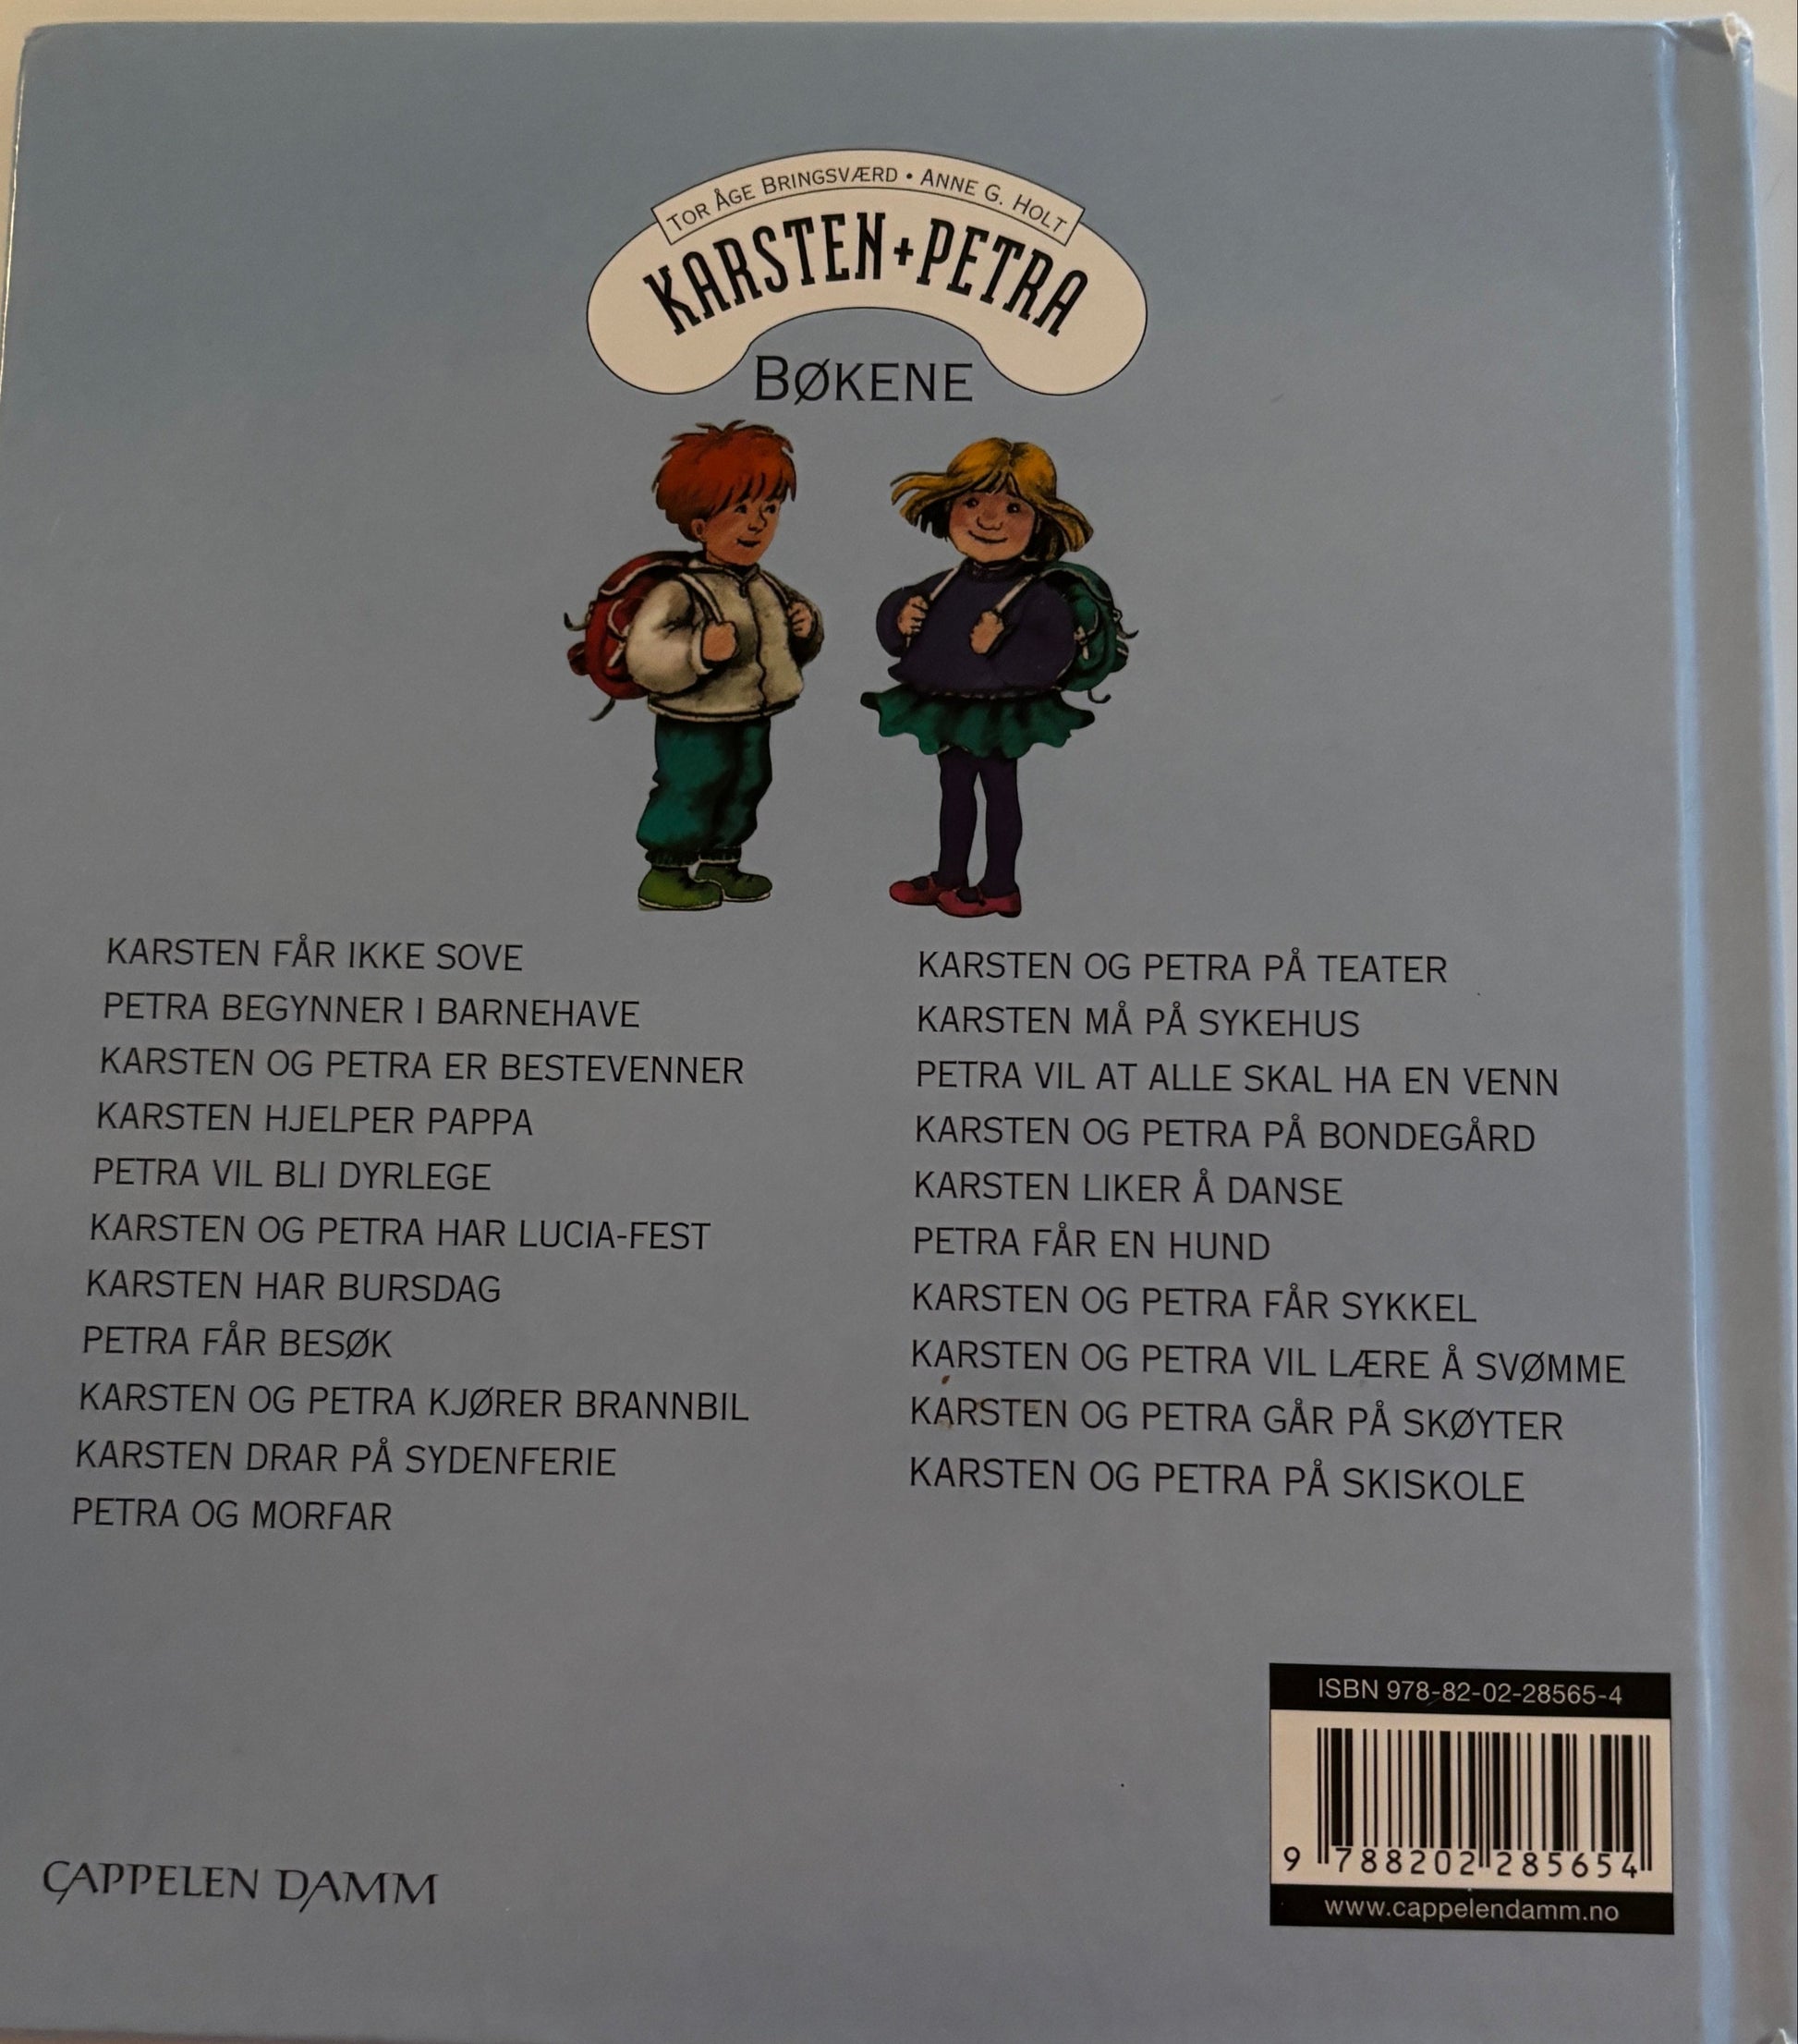 TOR ÅGE BRINGSVÆRD • ANNE G. HOLT
KARSTEN+PETRA
BØKENE
KARSTEN FÅR IKKE SOVE
PETRA BEGYNNER I BARNEHAVE
KARSTEN OG PETRA ER BESTEVENNER
KARSTEN HJELPER PAPPA
PETRA VIL BLI DYRLEGE
KARSTEN OG PETRA HAR LUCIA-FEST
KARSTEN HAR BURSDAG
PETRA FÅR BESØK
KARSTEN OG PETRA KJØRER BRANNBIL
KARSTEN DRAR PÅ SYDENFERIE
PETRA OG MORFAR
KARSTEN OG PETRA PÅ TEATER
KARSTEN MÅ PÅ SYKEHUS
PETRA VIL AT ALLE SKAL HA EN VENN
KARSTEN OG PETRA PÅ BONDEGÅRD
KARSTEN LIKER Å DANSE
PETRA FÅR EN HUND
KARSTEN OG PETRA FÅR SYKKEL
KARSTEN OG PETRA VIL LÆRE Å SVØMME
KARSTEN OG PETRA GÅR PÅ SKØYTER
KARSTEN OG PETRA PÅ SKISKOLE
ISBN 978-82-02-28565-4
9 788202 285654
www.cappelendamm.no
CAPPELEN DAMM